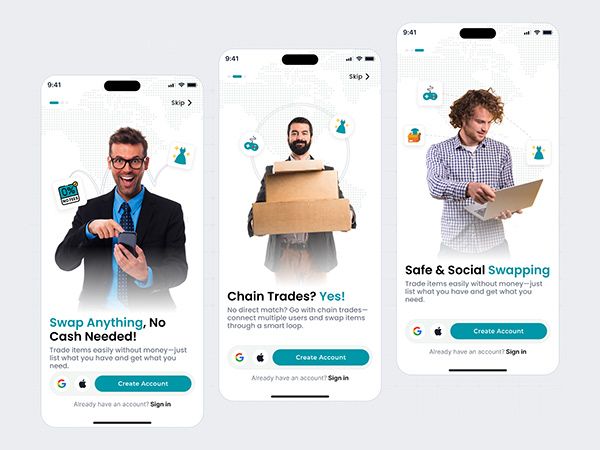 9:41
Skip
0%
NO FEES
Swap Anything, No
Cash Needed!
Trade items easily without money—just
list what you have and get what you
need.
Create Account
Already have an account? Sign in
9:41
Skip
Chain Trades? Yes!
No direct match? Go with chain trades—
connect multiple users and swap items
through a smart loop.
Create Account
Already have an account? Sign in
9:41
Safe & Social Swapping
Trade items easily without money—just
list what you have and get what you
need.
Create Account
Already have an account? Sign in